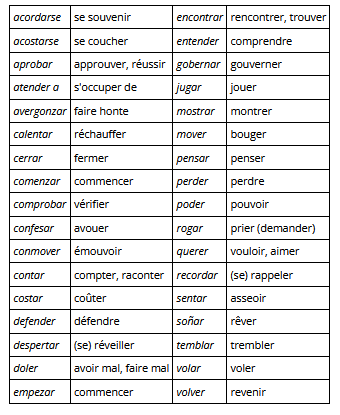 acordarse se souvenir encontrar rencontrer, trouver
acostarse se coucher entender comprendre
aprobar approuver, réussir gobernar gouverner
atender a s'occuper de jugar jouer
avergonzar faire honte mostrar montrer
calentar réchauffer mover bouger
cerrar fermer pensar penser
comenzar commencer perder perdre
comprobar vérifier poder pouvoir
confesar avouer rogar prier (demander)
conmover émouvoir querer vouloir, aimer
contar compter, raconter recordar (se) rappeler
costar coûter sentar asseoir
defender défendre soñar rêver
despertar (se) réveiller temblar trembler
doler avoir mal, faire mal volar voler
empezar commencer volver revenir